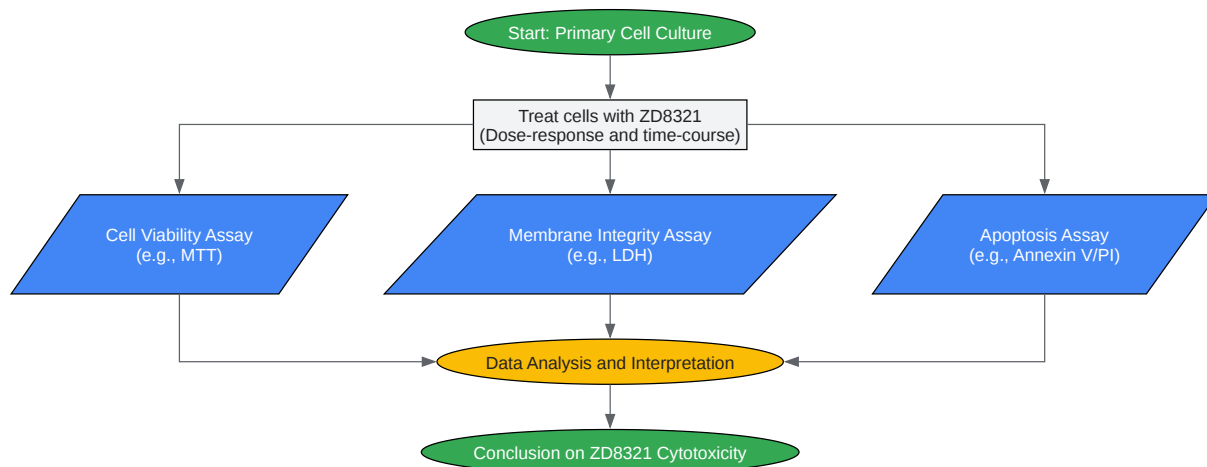 Start: Primary Cell Culture
Treat cells with ZD8321
(Dose-response and time-course)
Cell Viability Assay
(e.g., MTT)
Membrane Integrity Assay
(e.g., LDH)
Apoptosis Assay
(e.g., Annexin V/PI)
Data Analysis and Interpretation
Conclusion on ZD8321 Cytotoxicity